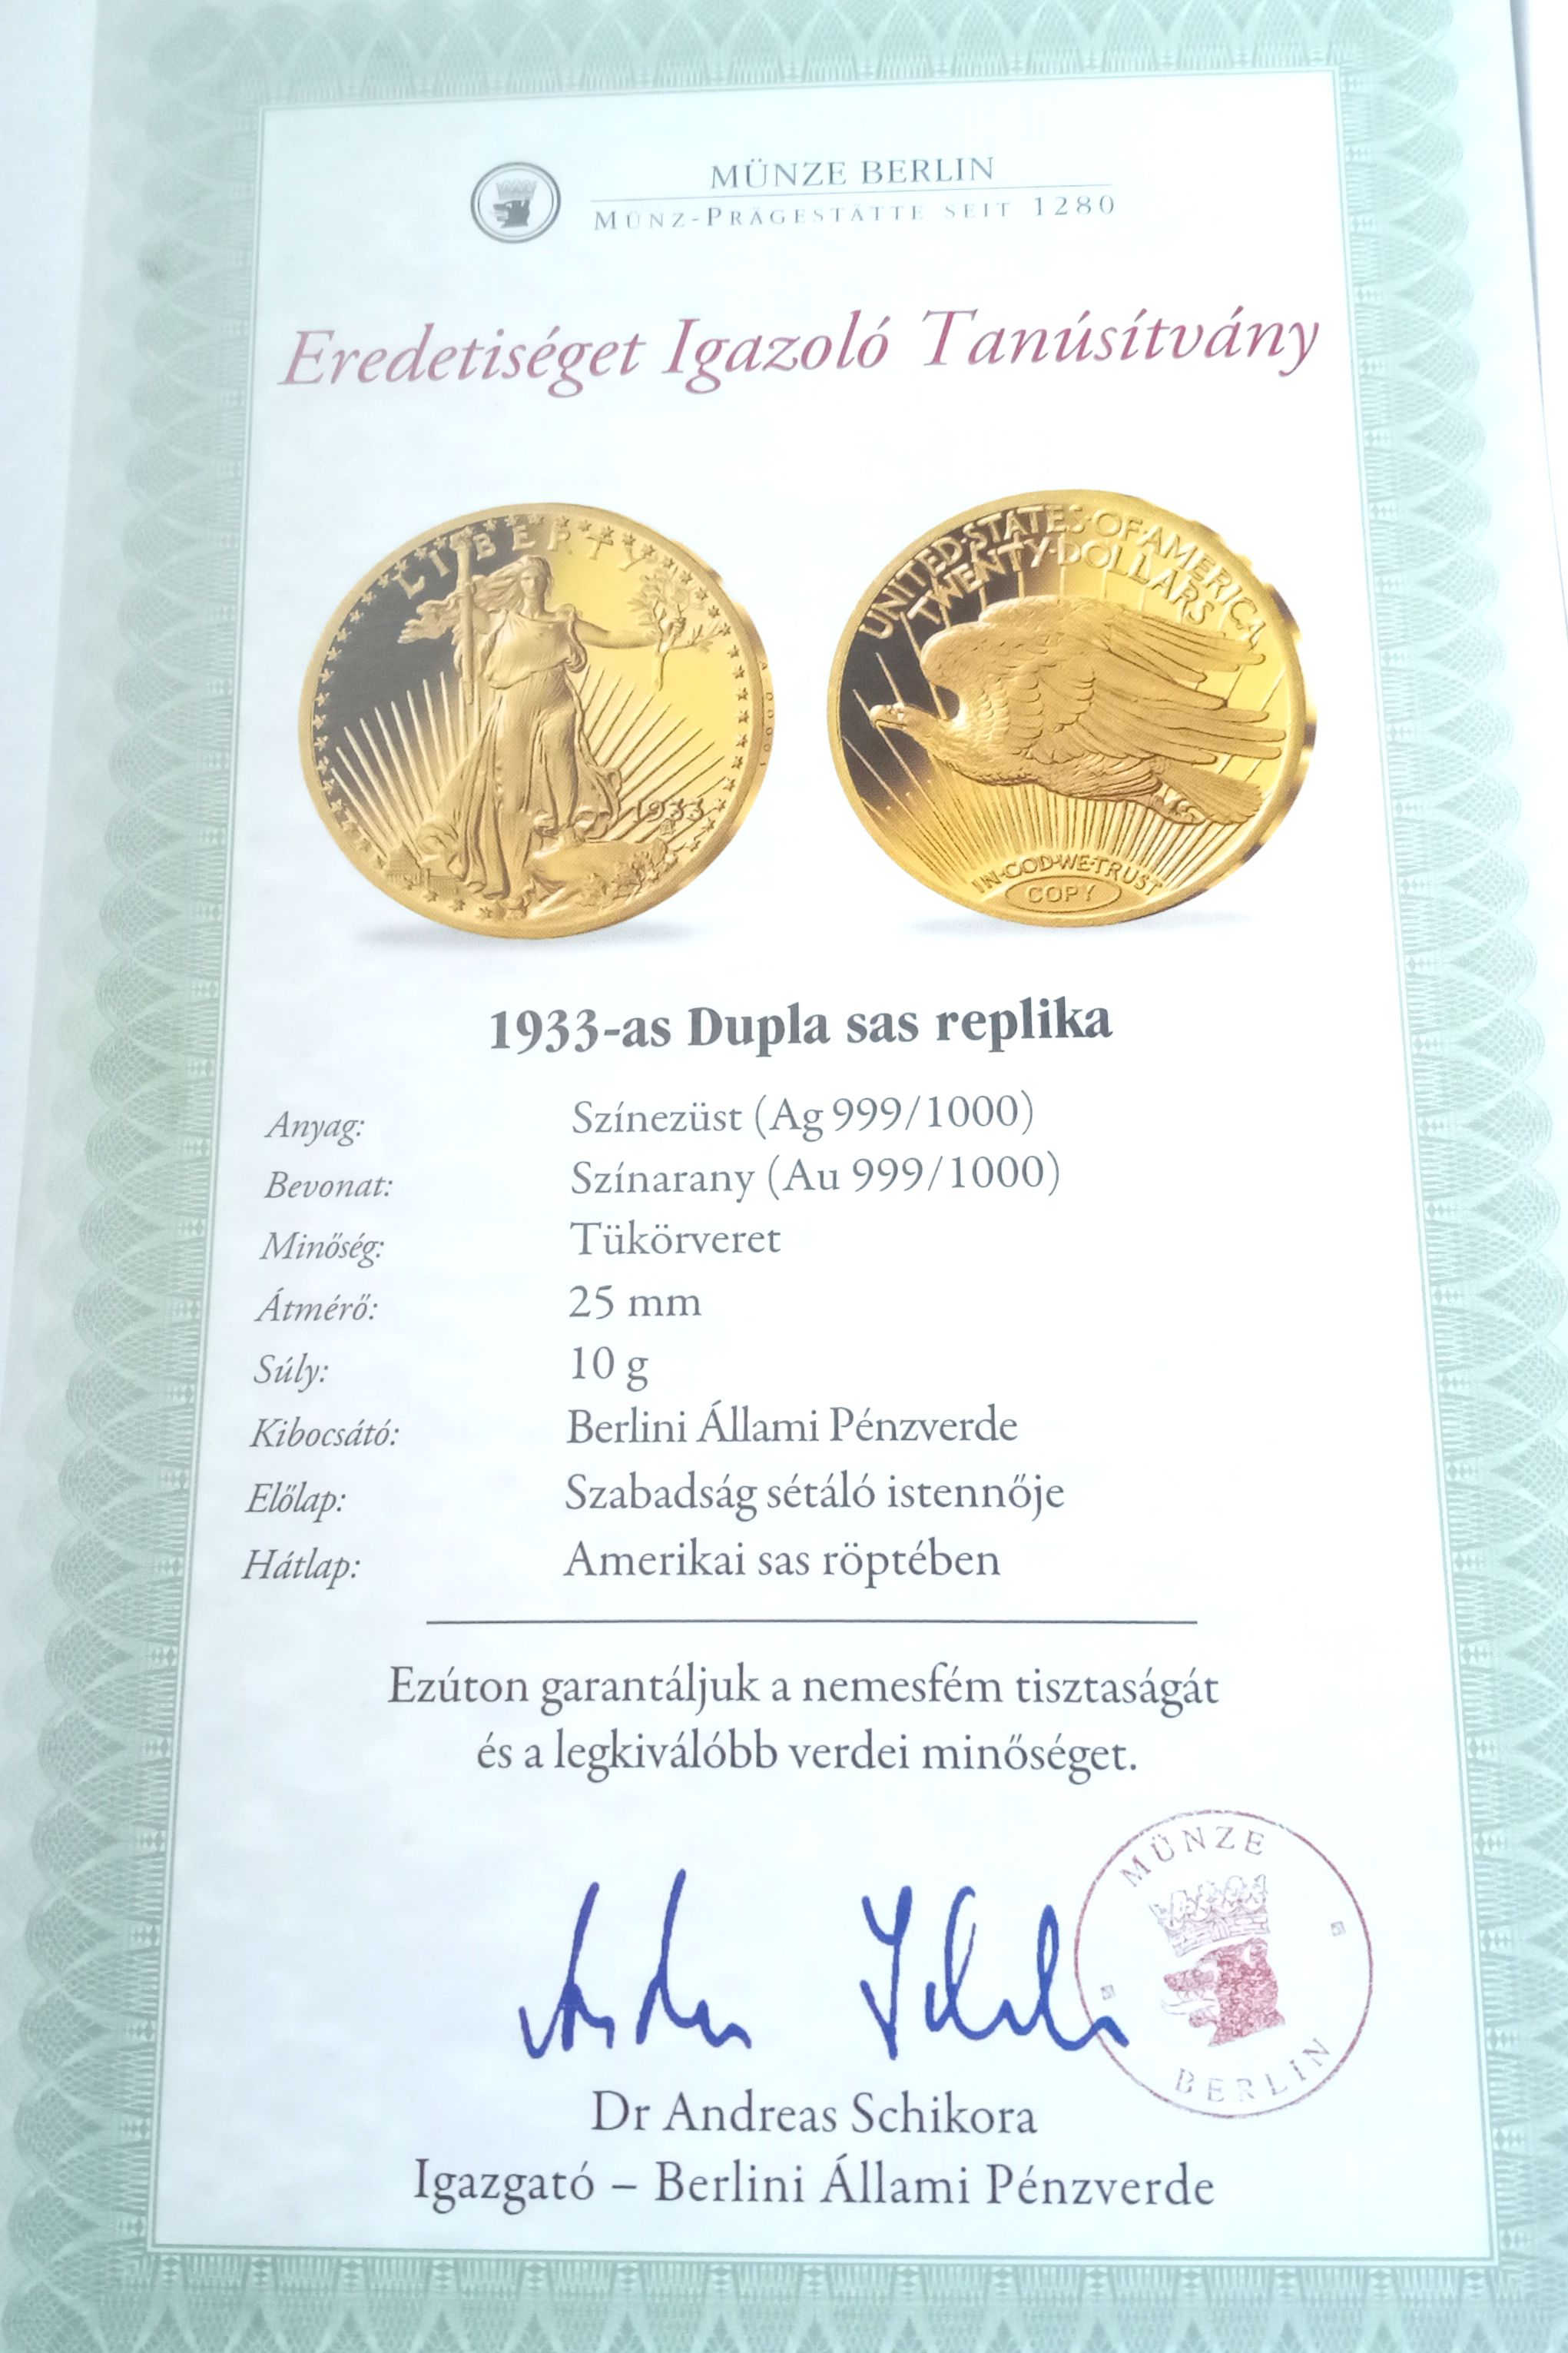 MÜNZE BERLIN
MÜNZ-PRÄGESTÄTTE SEIT 1280
Eredetiséget Igazoló Tanúsítvány
LIBERTY
1933
A 00001
UNITED·STATES·OF·AMERICA
TWENTY·DOLLARS
IN·GOD·WE·TRUST
COPY
1933-as Dupla sas replika
Anyag: Színezüst (Ag 999/1000)
Bevonat: Színarany (Au 999/1000)
Minőség: Tükörveret
Átmérő: 25 mm
Súly: 10 g
Kibocsátó: Berlini Állami Pénzverde
Előlap: Szabadság sétáló istennője
Hátlap: Amerikai sas röptében
Ezúton garantáljuk a nemesfém tisztaságát
és a legkiválóbb verdei minőséget.
MÜNZE
BERLIN
Dr Andreas Schikora
Igazgató – Berlini Állami Pénzverde